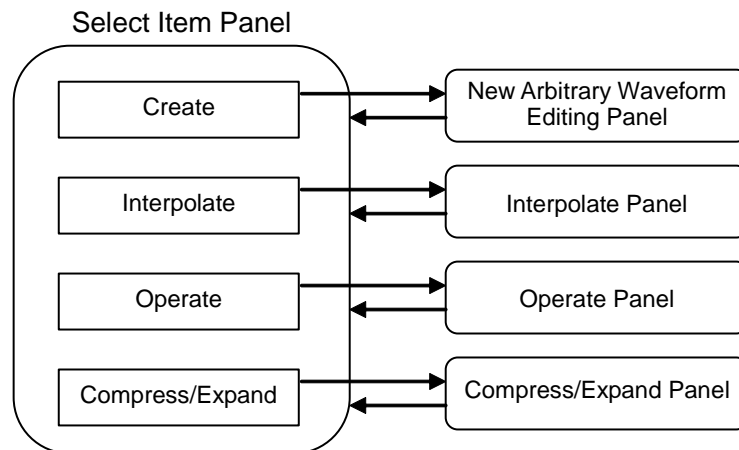 Select Item Panel
Create
New Arbitrary Waveform
Editing Panel
Interpolate
Interpolate Panel
Operate
Operate Panel
Compress/Expand
Compress/Expand Panel